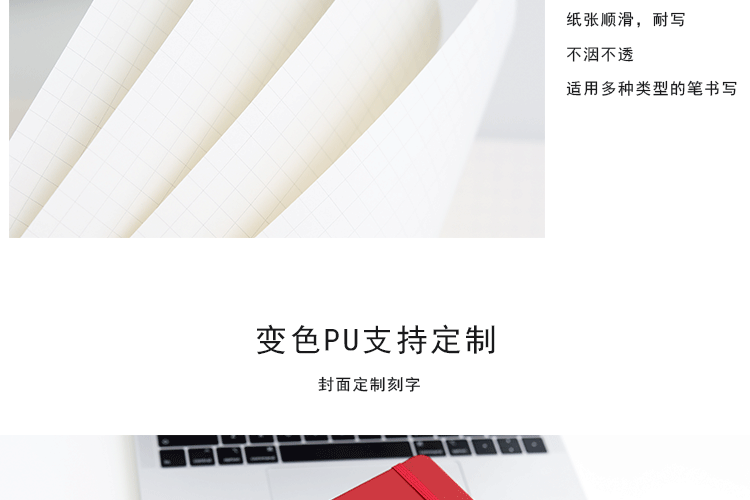 纸张顺滑，耐写
不洇不透
适用多种类型的笔书写
变色PU支持定制
封面定制刻字